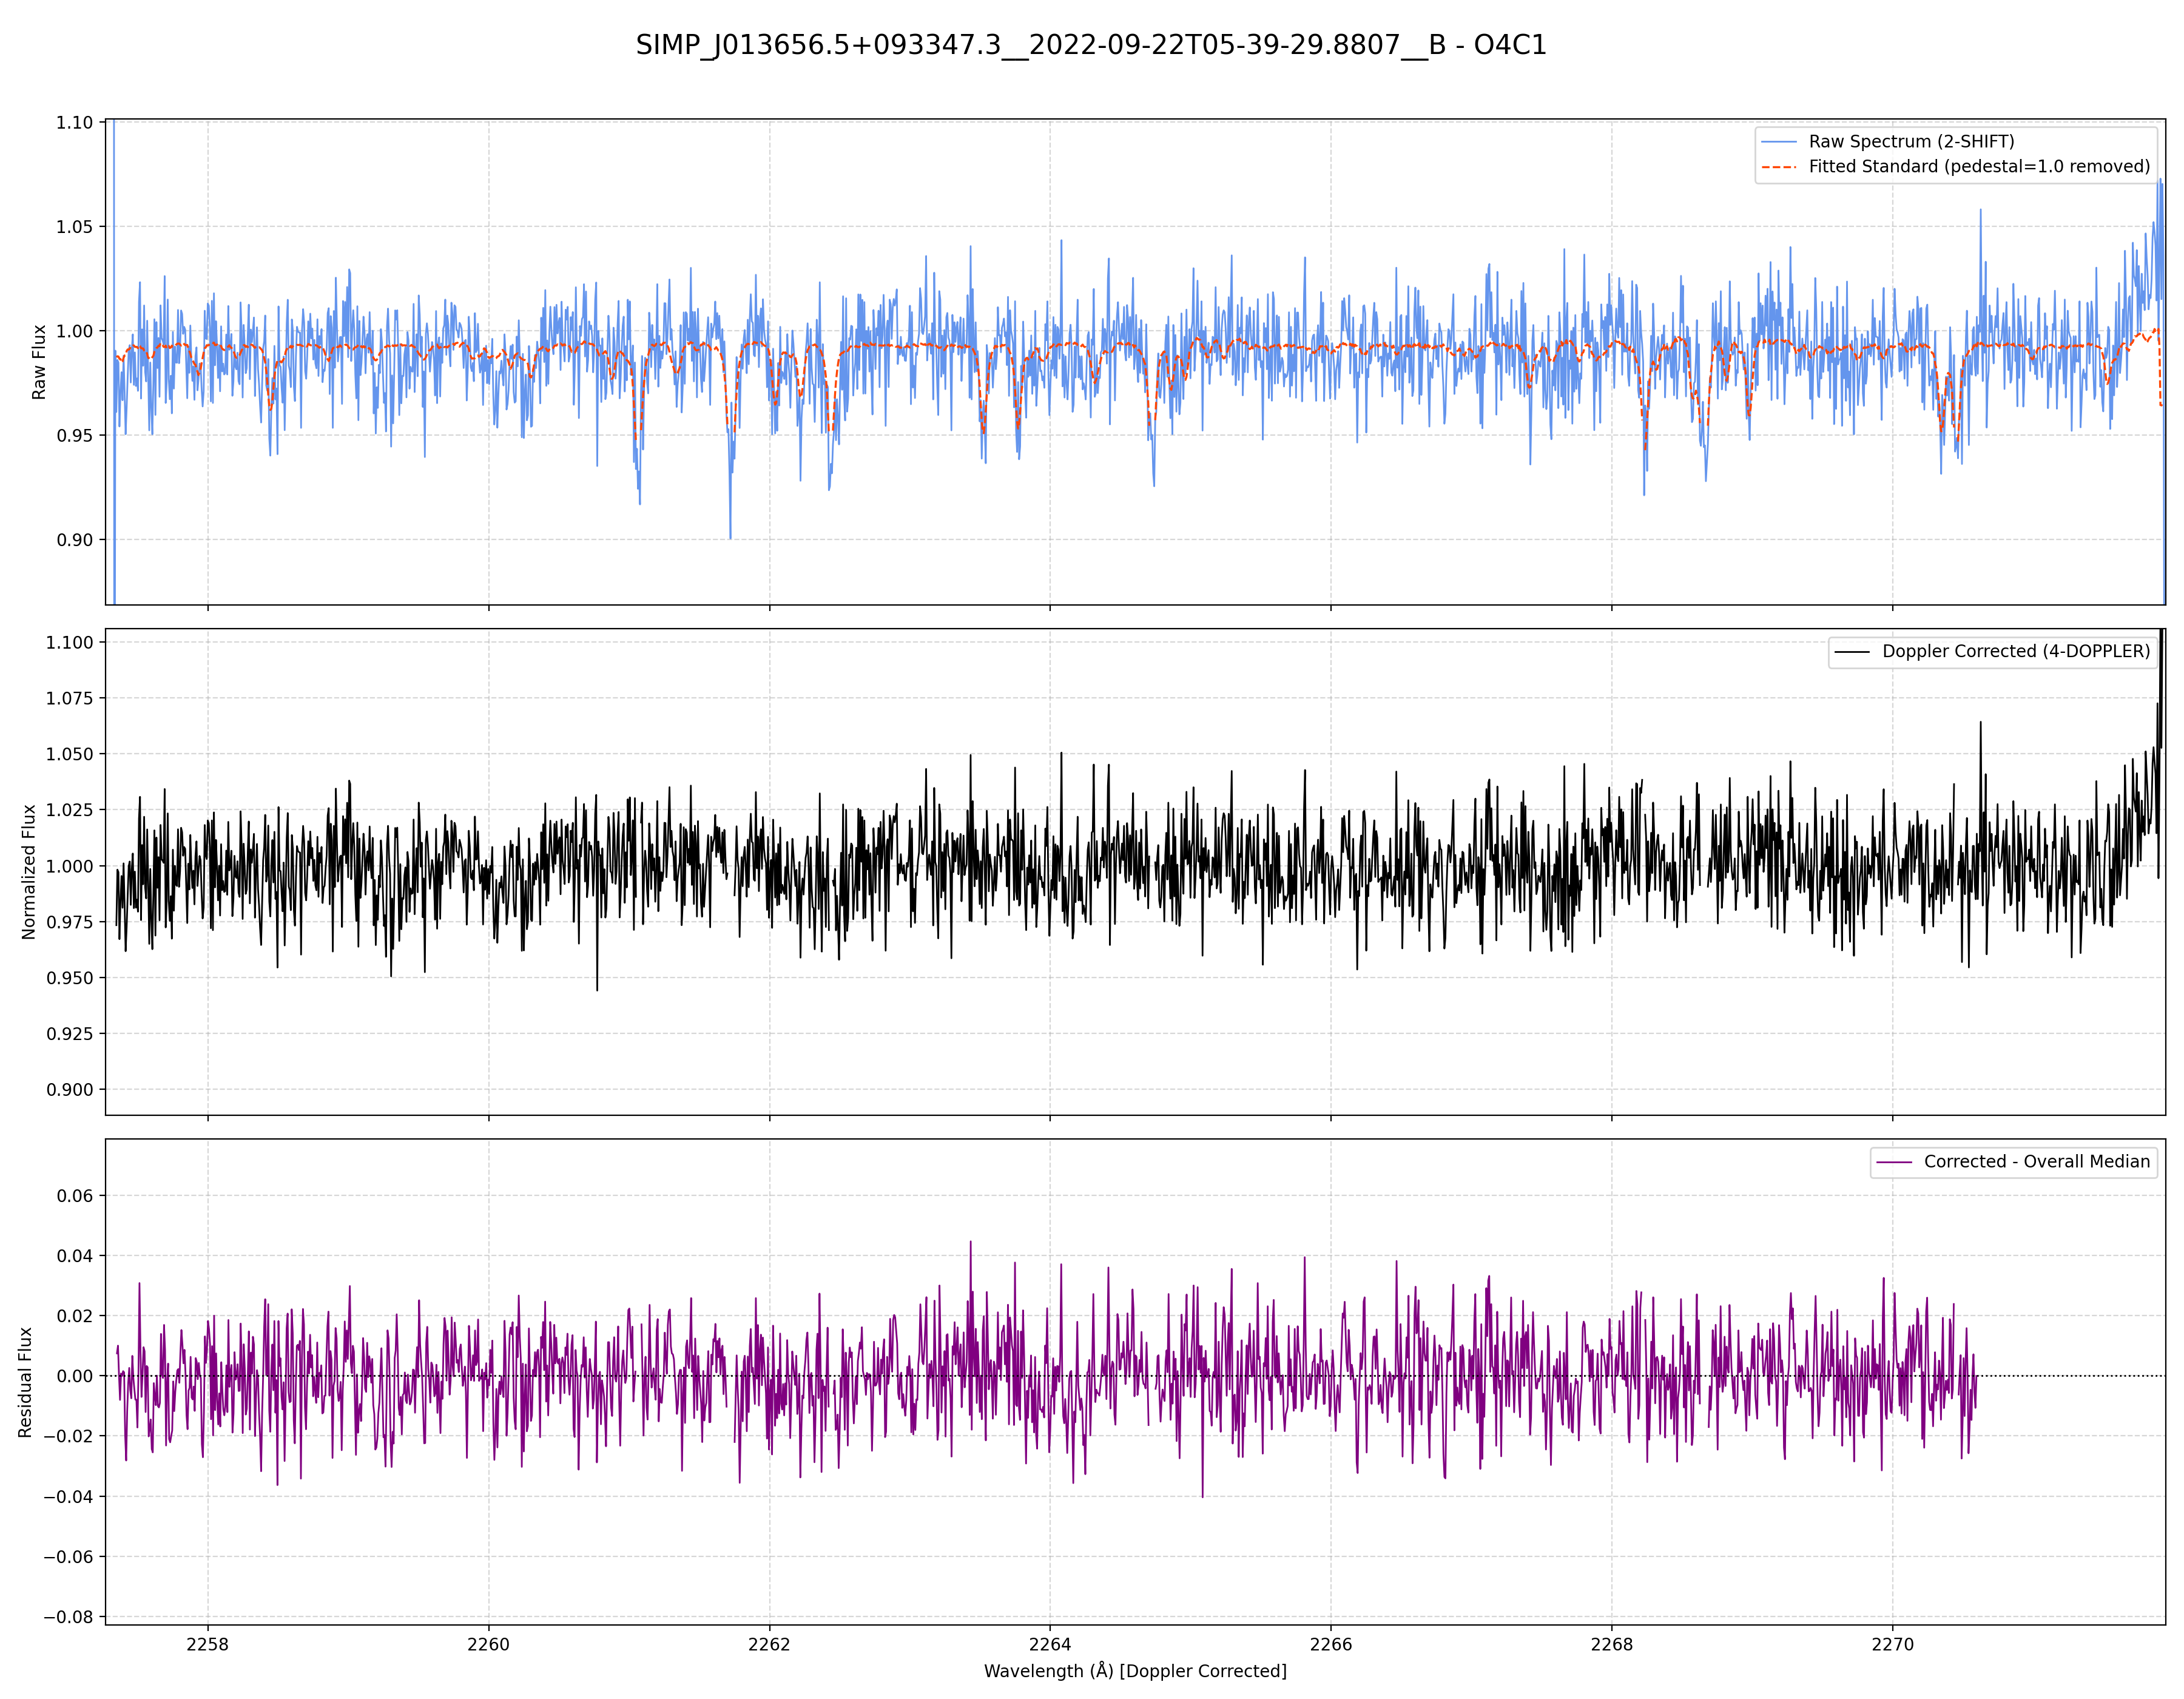 SIMP_J013656.5+093347.3__2022-09-22T05-39-29.8807__B - O4C1
Raw Flux
1.10
1.05
1.00
0.95
0.90
Raw Spectrum (2-SHIFT)
Fitted Standard (pedestal=1.0 removed)
Normalized Flux
1.100
1.075
1.050
1.025
1.000
0.975
0.950
0.925
0.900
Doppler Corrected (4-DOPPLER)
Residual Flux
0.06
0.04
0.02
0.00
−0.02
−0.04
−0.06
−0.08
Corrected - Overall Median
2258 2260 2262 2264 2266 2268 2270
Wavelength (Å) [Doppler Corrected]